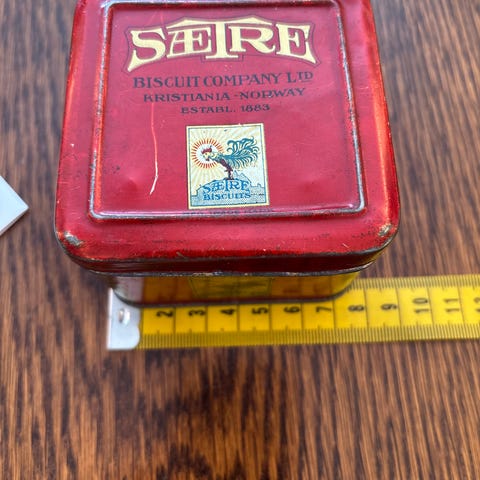 SÆTRE
BISCUIT COMPANY LTD
KRISTIANIA - NORWAY
ESTABL. 1883
SÆTRE
BISCUITS
2 3 4 5 6 7 8 9 10 11 12